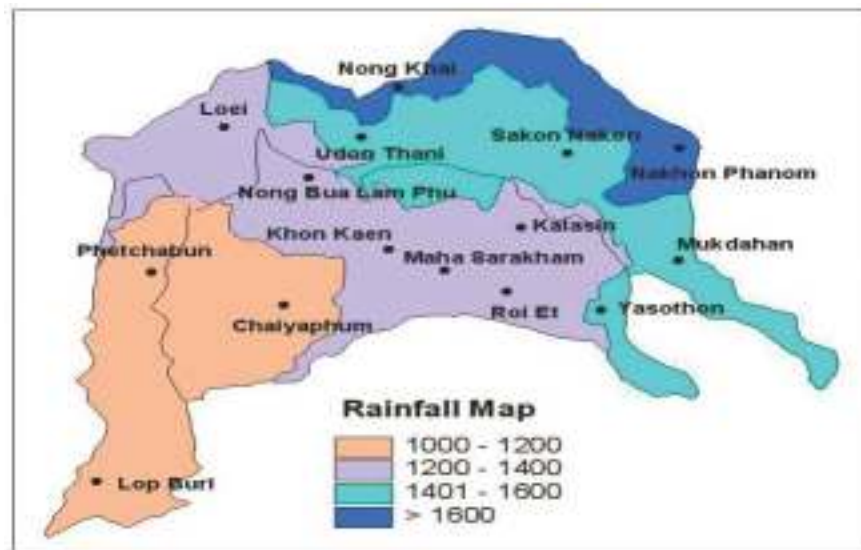 Nong Khai
Loei
Udon Thani
Sakon Nakon
Nakhon Phanom
Nong Bua Lam Phu
Kalasin
Khon Kaen
Mukdahan
Phetchabun
Maha Sarakham
Chaiyaphum
Roi Et
Yasothon
Rainfall Map
1000 - 1200
1200 - 1400
1401 - 1600
> 1600
Lop Buri